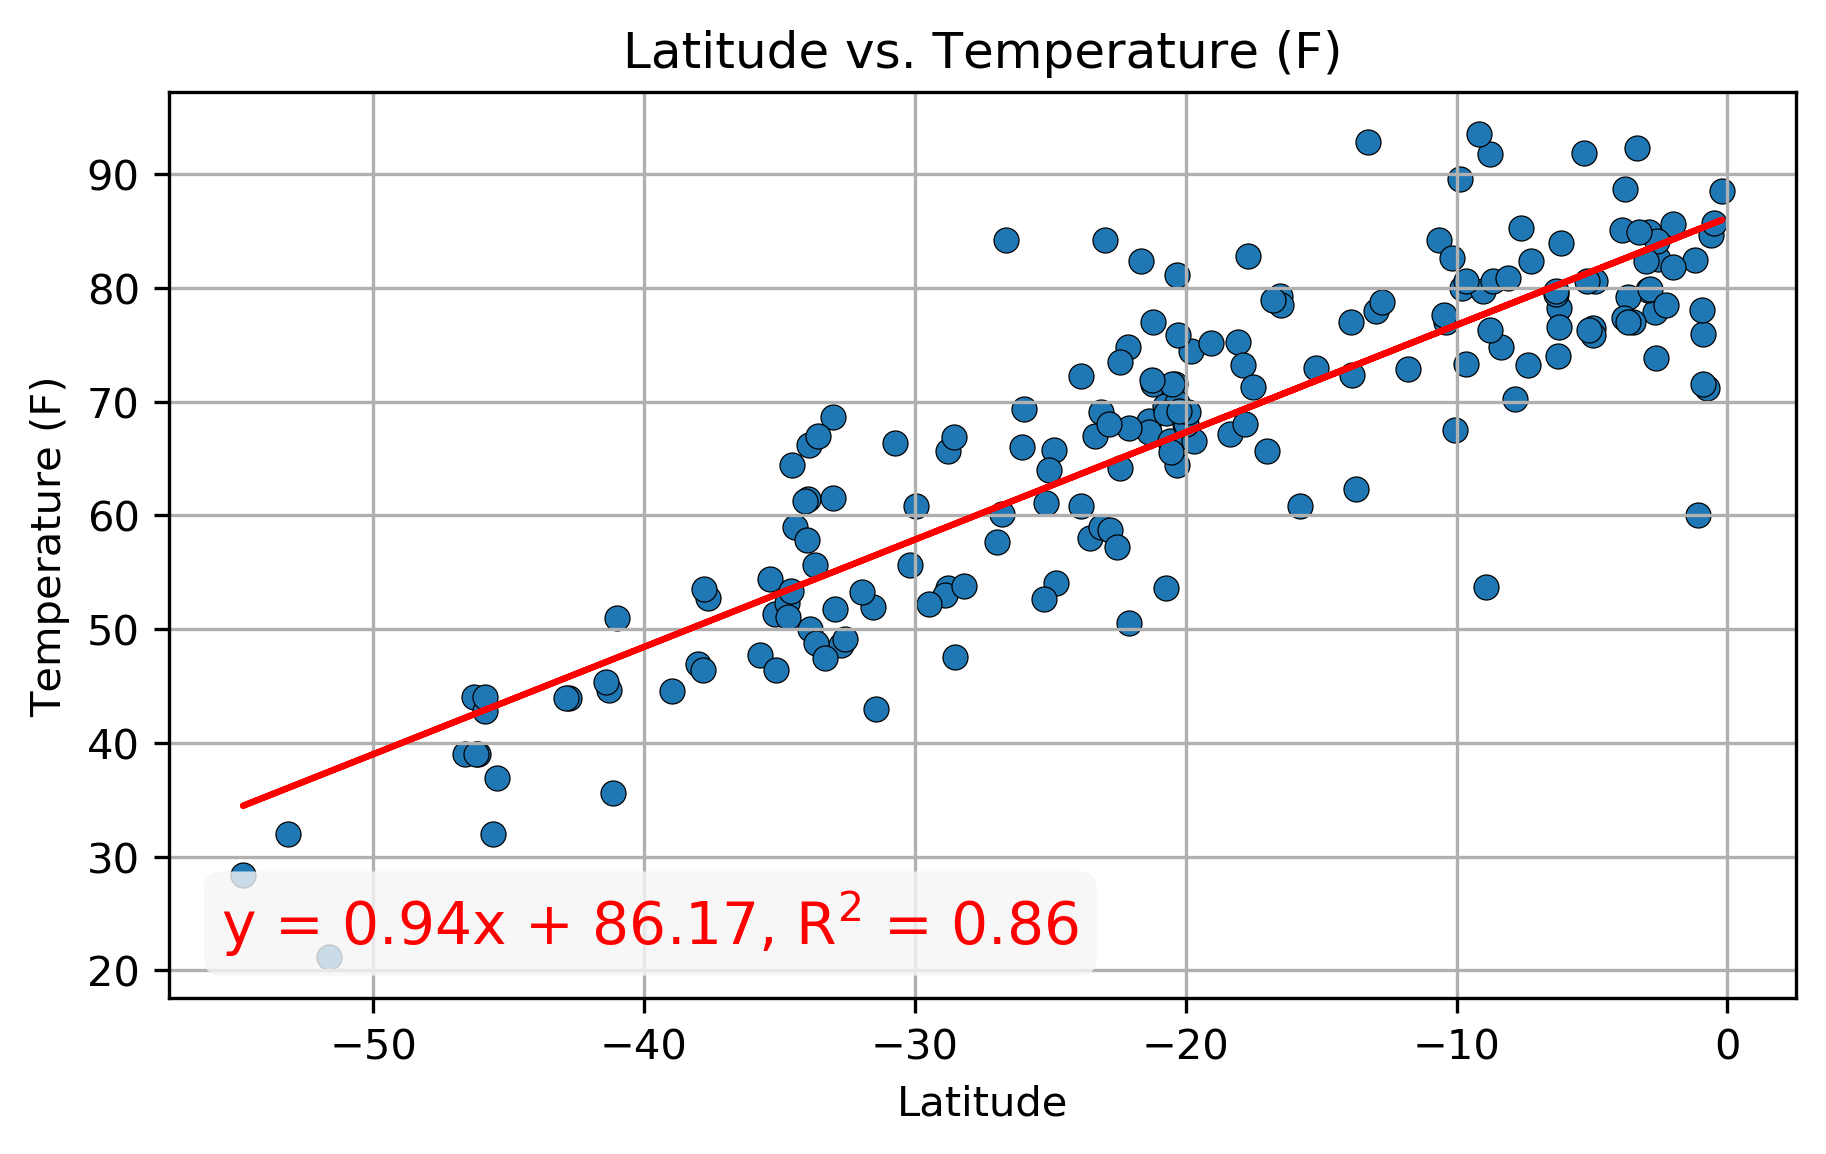 Latitude vs. Temperature (F)
Temperature (F)
90
80
70
60
50
40
30
20
y = 0.94x + 86.17, R² = 0.86
−50 −40 −30 −20 −10 0
Latitude